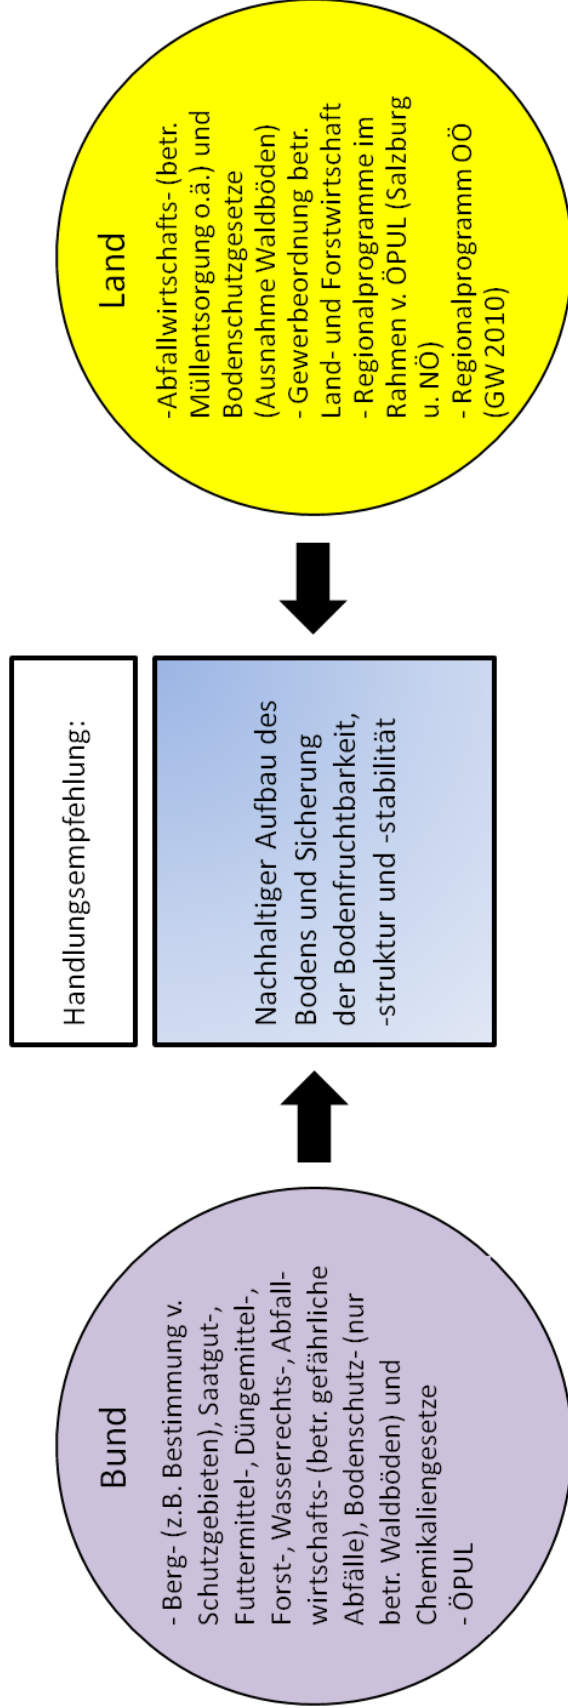 Bund
- Berg- (z.B. Bestimmung v.
Schutzgebieten), Saatgut-,
Futtermittel-, Düngemittel-,
Forst-, Wasserrechts-, Abfall-
wirtschafts- (betr. gefährliche
Abfälle), Bodenschutz- (nur
betr. Waldböden) und
Chemikaliengesetze
- ÖPUL
Handlungsempfehlung:
Nachhaltiger Aufbau des
Bodens und Sicherung
der Bodenfruchtbarkeit,
-struktur und -stabilität
Land
-Abfallwirtschafts- (betr.
Müllentsorgung o.ä.) und
Bodenschutzgesetze
(Ausnahme Waldböden)
- Gewerbeordnung betr.
Land- und Forstwirtschaft
- Regionalprogramme im
Rahmen v. ÖPUL (Salzburg
u. NÖ)
- Regionalprogramm OÖ
(GW 2010)